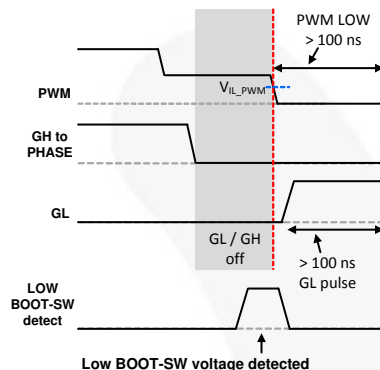 PWM LOW
> 100 ns
V_IL_PWM
PWM
GH to
PHASE
GL
GL / GH
off
> 100 ns
GL pulse
LOW
BOOT-SW
detect
Low BOOT-SW voltage detected